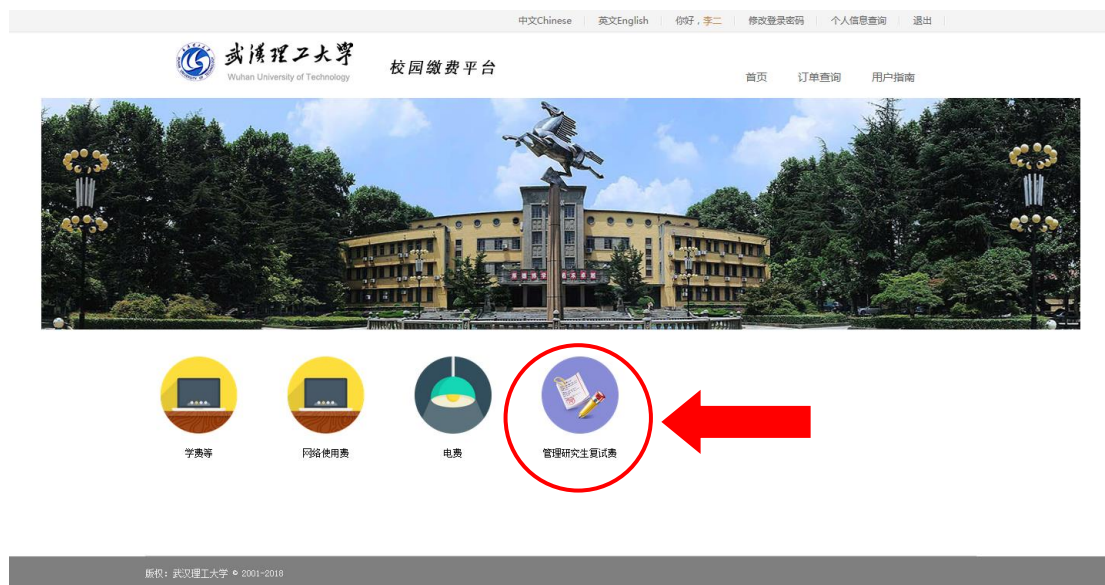 中文Chinese 英文English 你好，李二 修改登录密码 个人信息查询 退出
武汉理工大学
Wuhan University of Technology
校园缴费平台
首页 订单查询 用户指南
学费等 网络使用费 电费 管理研究生复试费
版权：武汉理工大学 © 2001-2018